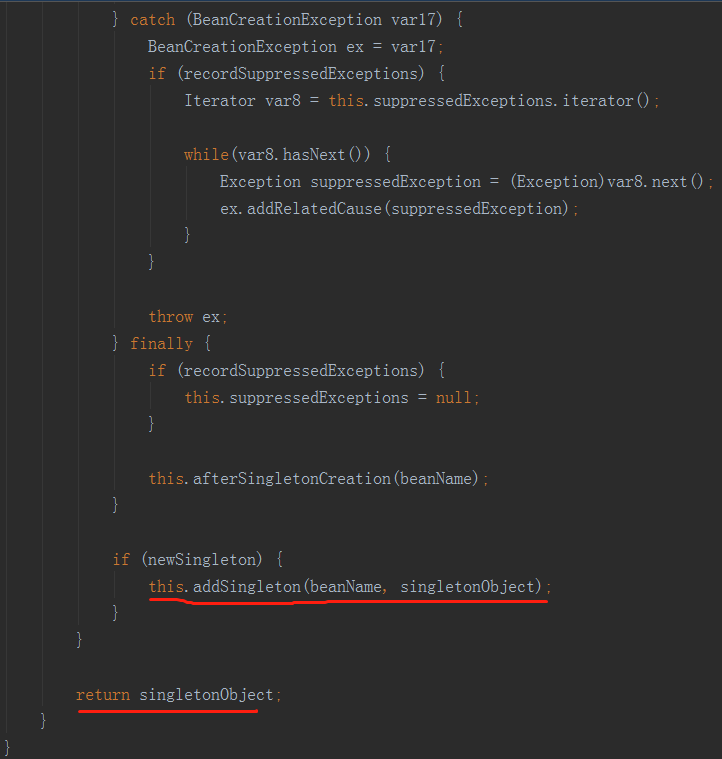 } catch (BeanCreationException var17) {
BeanCreationException ex = var17;
if (recordSuppressedExceptions) {
Iterator var8 = this.suppressedExceptions.iterator();
while(var8.hasNext()) {
Exception suppressedException = (Exception)var8.next();
ex.addRelatedCause(suppressedException);
}
}
throw ex;
} finally {
if (recordSuppressedExceptions) {
this.suppressedExceptions = null;
}
this.afterSingletonCreation(beanName);
}
if (newSingleton) {
this.addSingleton(beanName, singletonObject);
}
}
return singletonObject;
}
}